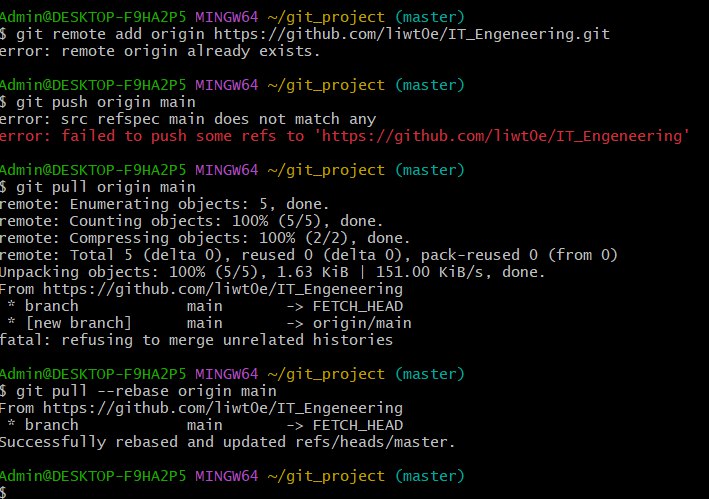 Admin@DESKTOP-F9HA2P5 MINGW64 ~/git_project (master)
$ git remote add origin https://github.com/liwt0e/IT_Engeneering.git
error: remote origin already exists.
Admin@DESKTOP-F9HA2P5 MINGW64 ~/git_project (master)
$ git push origin main
error: src refspec main does not match any
error: failed to push some refs to 'https://github.com/liwt0e/IT_Engeneering'
Admin@DESKTOP-F9HA2P5 MINGW64 ~/git_project (master)
$ git pull origin main
remote: Enumerating objects: 5, done.
remote: Counting objects: 100% (5/5), done.
remote: Compressing objects: 100% (2/2), done.
remote: Total 5 (delta 0), reused 0 (delta 0), pack-reused 0 (from 0)
Unpacking objects: 100% (5/5), 1.63 KiB | 151.00 KiB/s, done.
From https://github.com/liwt0e/IT_Engeneering
 * branch            main       -> FETCH_HEAD
 * [new branch]      main       -> origin/main
fatal: refusing to merge unrelated histories
Admin@DESKTOP-F9HA2P5 MINGW64 ~/git_project (master)
$ git pull --rebase origin main
From https://github.com/liwt0e/IT_Engeneering
 * branch            main       -> FETCH_HEAD
Successfully rebased and updated refs/heads/master.
Admin@DESKTOP-F9HA2P5 MINGW64 ~/git_project (master)
$